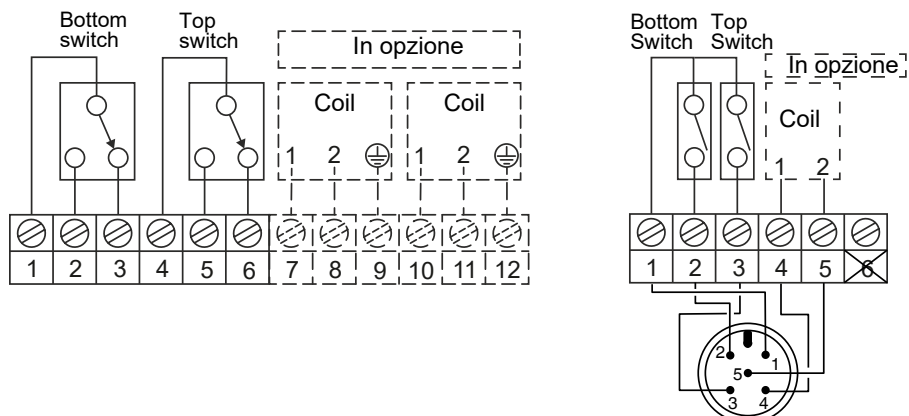 Bottom
switch
Top
switch
In opzione
Coil
Coil
1 2
1 2
1 2 3 4 5 6 7 8 9 10 11 12
Bottom
Switch
Top
Switch
In opzione
Coil
1 2
1 2 3 4 5 6
2 1
5
3 4